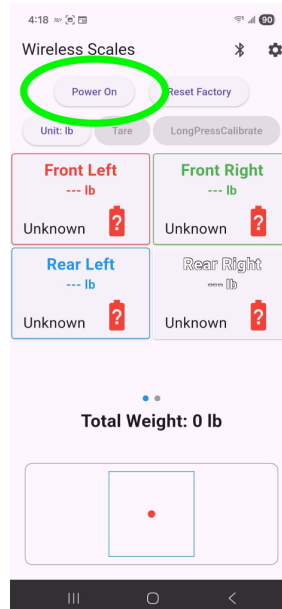 4:18 90
Wireless Scales
Power On Reset Factory
Unit: lb Tare LongPressCalibrate
Front Left Front Right
--- lb --- lb
Unknown ? Unknown ?
Rear Left Rear Right
--- lb --- lb
Unknown ? Unknown ?
Total Weight: 0 lb